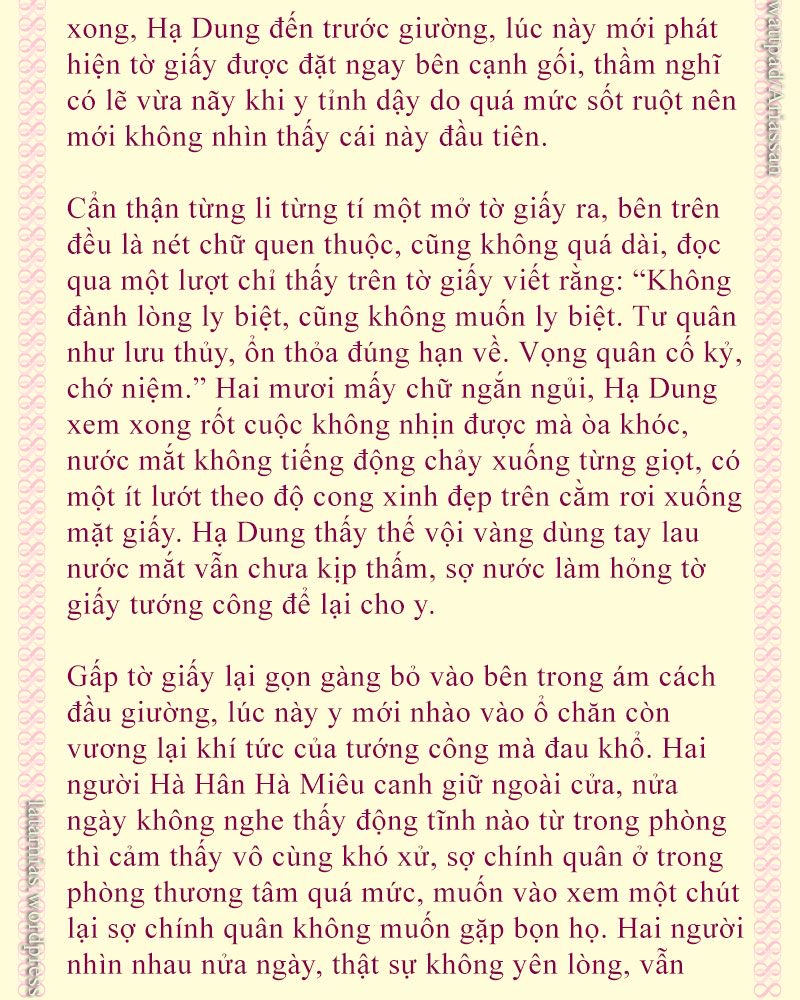 xong, Hạ Dung đến trước giường, lúc này mới phát
hiện tờ giấy được đặt ngay bên cạnh gối, thầm nghĩ
có lẽ vừa nãy khi y tỉnh dậy do quá mức sốt ruột nên
mới không nhìn thấy cái này đầu tiên.
Cẩn thận từng li từng tí một mở tờ giấy ra, bên trên
đều là nét chữ quen thuộc, cũng không quá dài, đọc
qua một lượt chỉ thấy trên tờ giấy viết rằng: “Không
đành lòng ly biệt, cũng không muốn ly biệt. Tư quân
như lưu thủy, ổn thỏa đúng hạn về. Vọng quân cố kỷ,
chớ niệm.” Hai mươi mấy chữ ngắn ngủi, Hạ Dung
xem xong rốt cuộc không nhịn được mà òa khóc,
nước mắt không tiếng động chảy xuống từng giọt, có
một ít lướt theo độ cong xinh đẹp trên cằm rơi xuống
mặt giấy. Hạ Dung thấy thế vội vàng dùng tay lau
nước mắt vẫn chưa kịp thấm, sợ nước làm hỏng tờ
giấy tướng công để lại cho y.
Gấp tờ giấy lại gọn gàng bỏ vào bên trong ám cách
đầu giường, lúc này y mới nhào vào ổ chăn còn
vương lại khí tức của tướng công mà đau khổ. Hai
người Hà Hân Hà Miêu canh giữ ngoài cửa, nửa
ngày không nghe thấy động tĩnh nào từ trong phòng
thì cảm thấy vô cùng khó xử, sợ chính quân ở trong
phòng thương tâm quá mức, muốn vào xem một chút
lại sợ chính quân không muốn gặp bọn họ. Hai người
nhìn nhau nửa ngày, thật sự không yên lòng, vẫn
wattpad/Ariassan
latarnias.wordpress